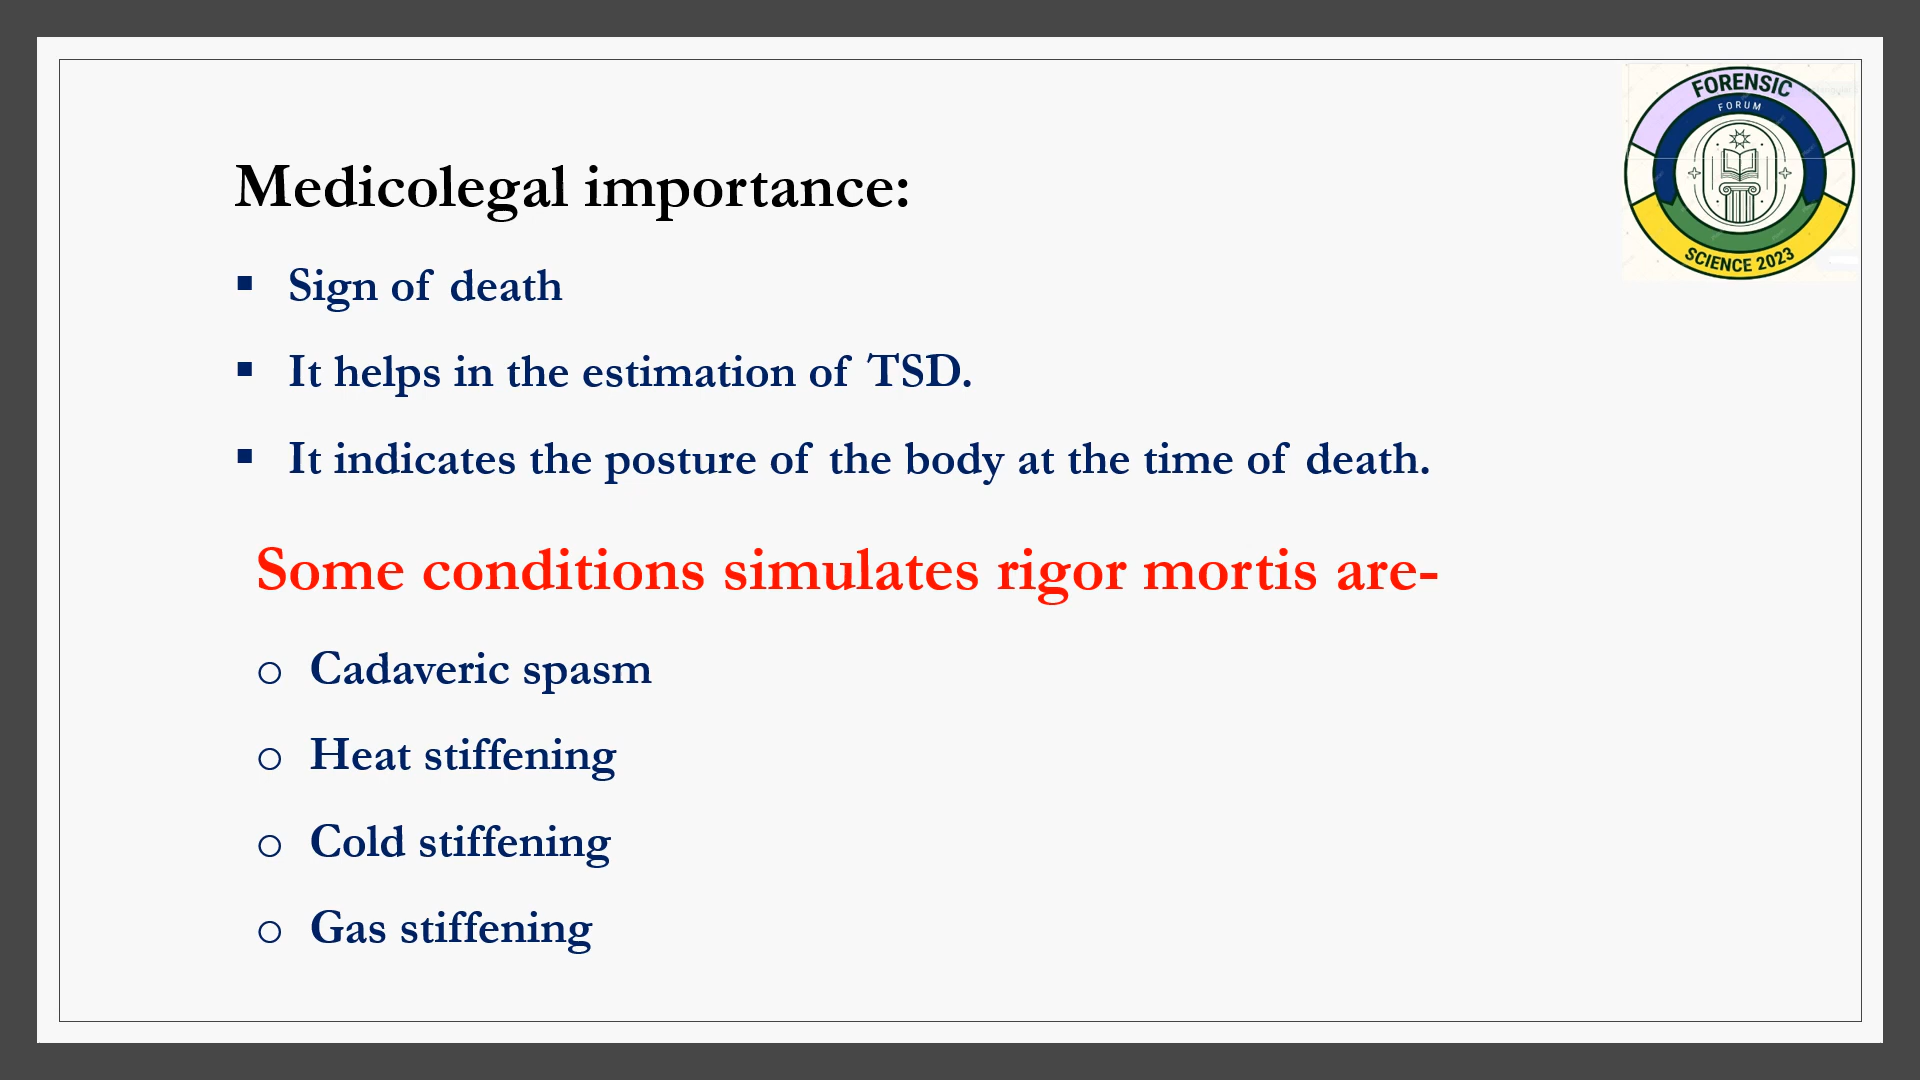 FORENSIC
FORUM
SCIENCE 2023
Medicolegal importance:
▪ Sign of death
▪ It helps in the estimation of TSD.
▪ It indicates the posture of the body at the time of death.
Some conditions simulates rigor mortis are-
o Cadaveric spasm
o Heat stiffening
o Cold stiffening
o Gas stiffening